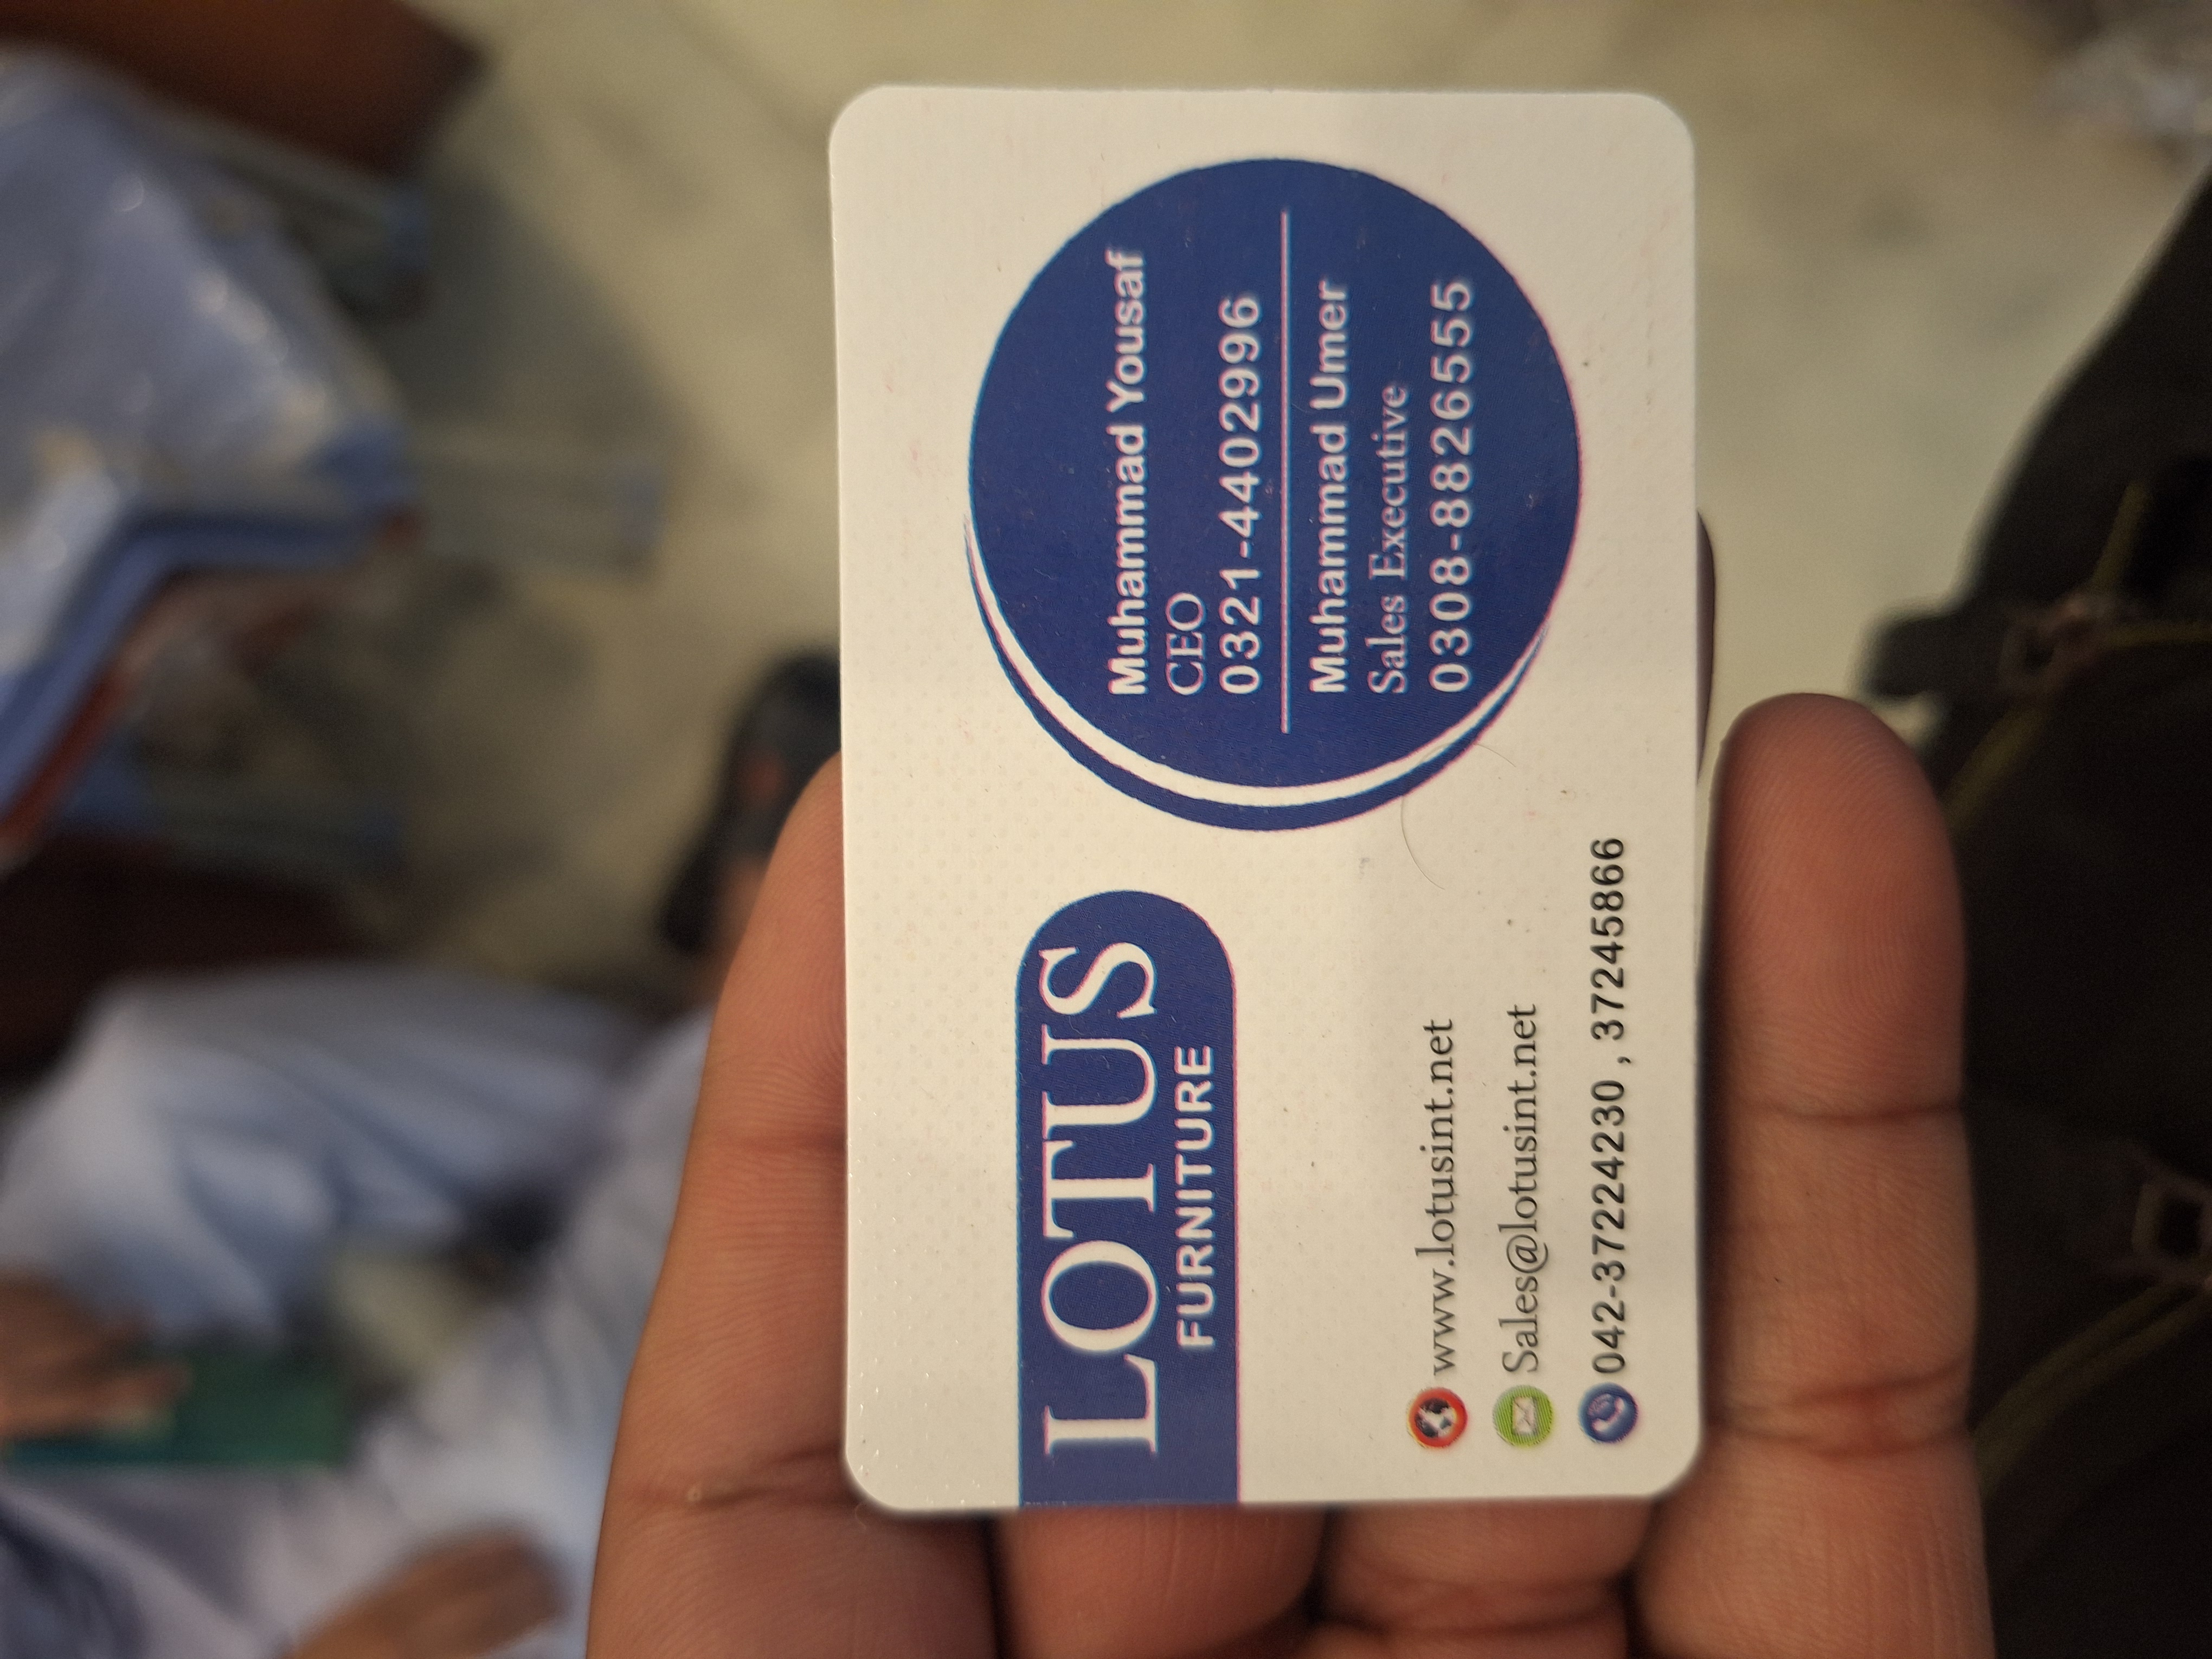 LOTUS
FURNITURE
Muhammad Yousaf
CEO
0321-4402996
Muhammad Umer
Sales Executive
0308-8826555
www.lotusint.net
Sales@lotusint.net
042-37224230 , 37245866